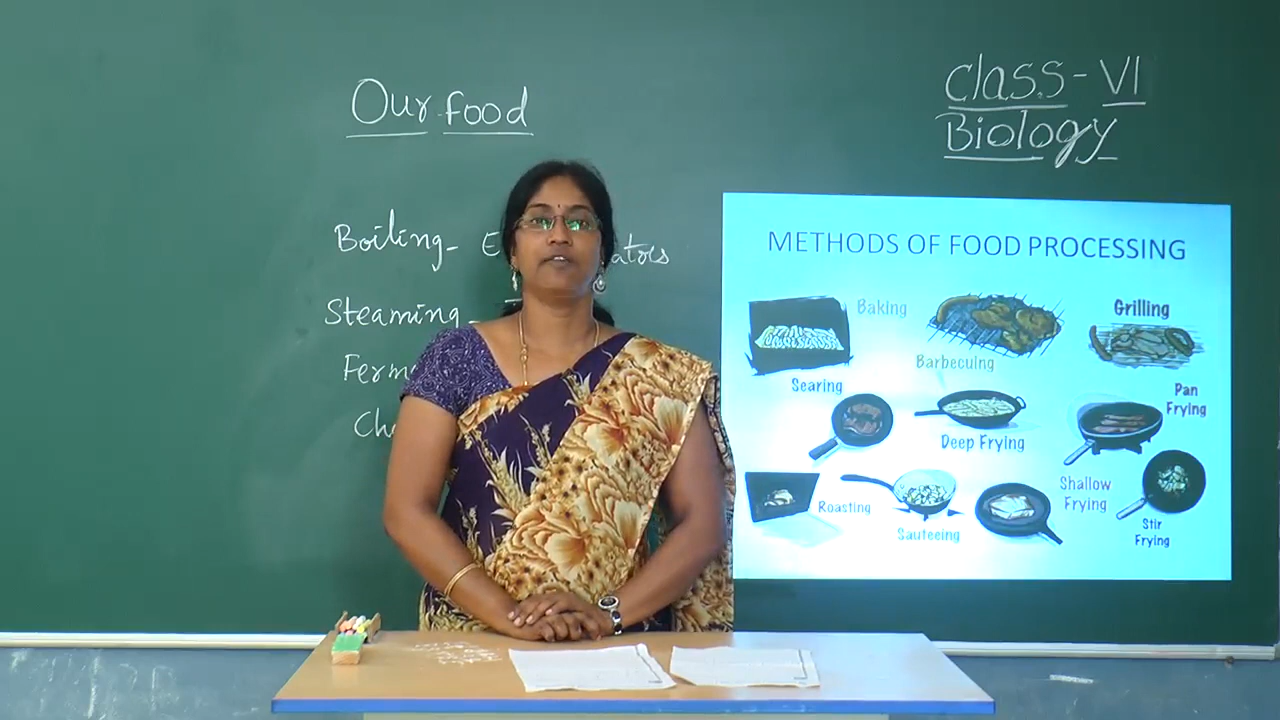 Our food
Class - VI
Biology
Boiling -
Steaming -
METHODS OF FOOD PROCESSING
Baking
Barbecuing
Grilling
Searing
Deep Frying
Pan
Frying
Roasting
Sauteeing
Shallow
Frying
Stir
Frying